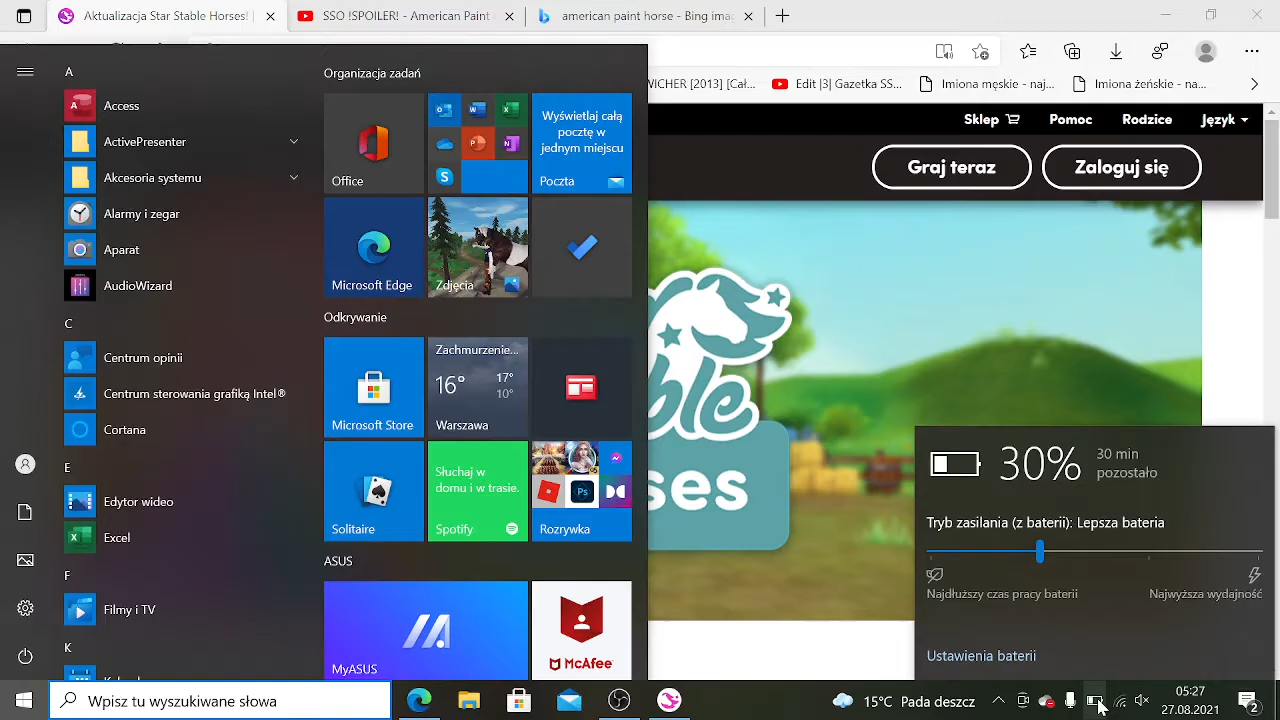 Aktualizacja Star Stable Horses!
SSO !SPOILER! - American Paint
american paint horse - Bing ima
WICHER [2013] [Cał...
Edit |3| Gazetka SS...
Imiona męskie - naj...
Imiona żeńskie - na...
Sklep
Pomoc
Rodzice
Język
Graj teraz
Zaloguj się
A
Access
ActivePresenter
Akcesoria systemu
Alarmy i zegar
Aparat
AudioWizard
C
Centrum opinii
Centrum sterowania grafiką Intel®
Cortana
E
Edytor wideo
Excel
F
Filmy i TV
K
Organizacja zadań
Office
Wyświetlaj całą
pocztę w
jednym miejscu
Poczta
Microsoft Edge
Zdjęcia
Odkrywanie
Microsoft Store
Zachmurzenie...
16°
17°
10°
Warszawa
Solitaire
Słuchaj w
domu i w trasie.
Spotify
Ps
Rozrywka
ASUS
MyASUS
McAfee
ble
ses
30%
30 min
pozostało
Tryb zasilania (z baterii): Lepsza bateria
Najdłuższy czas pracy baterii
Najwyższa wydajność
Ustawienia baterii
Wpisz tu wyszukiwane słowa
15°C Pada deszcz
05:27
27.08.2021
2